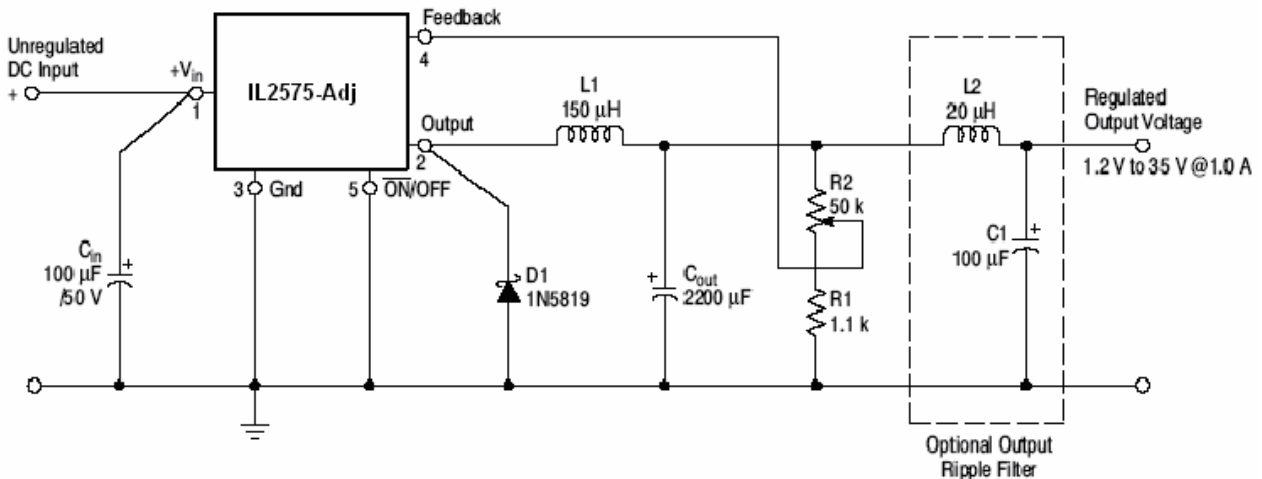 Feedback
4
Unregulated
DC Input
+
+Vin
1
IL2575-Adj
Output
2
L1
150 µH
L2
20 µH
Regulated
Output Voltage
1.2 V to 35 V @1.0 A
3
Gnd
5
ON/OFF
R2
50 k
Cin
100 µF
/50 V
+
D1
1N5819
+
Cout
2200 µF
R1
1.1 k
C1
100 µF
+
Optional Output
Ripple Filter